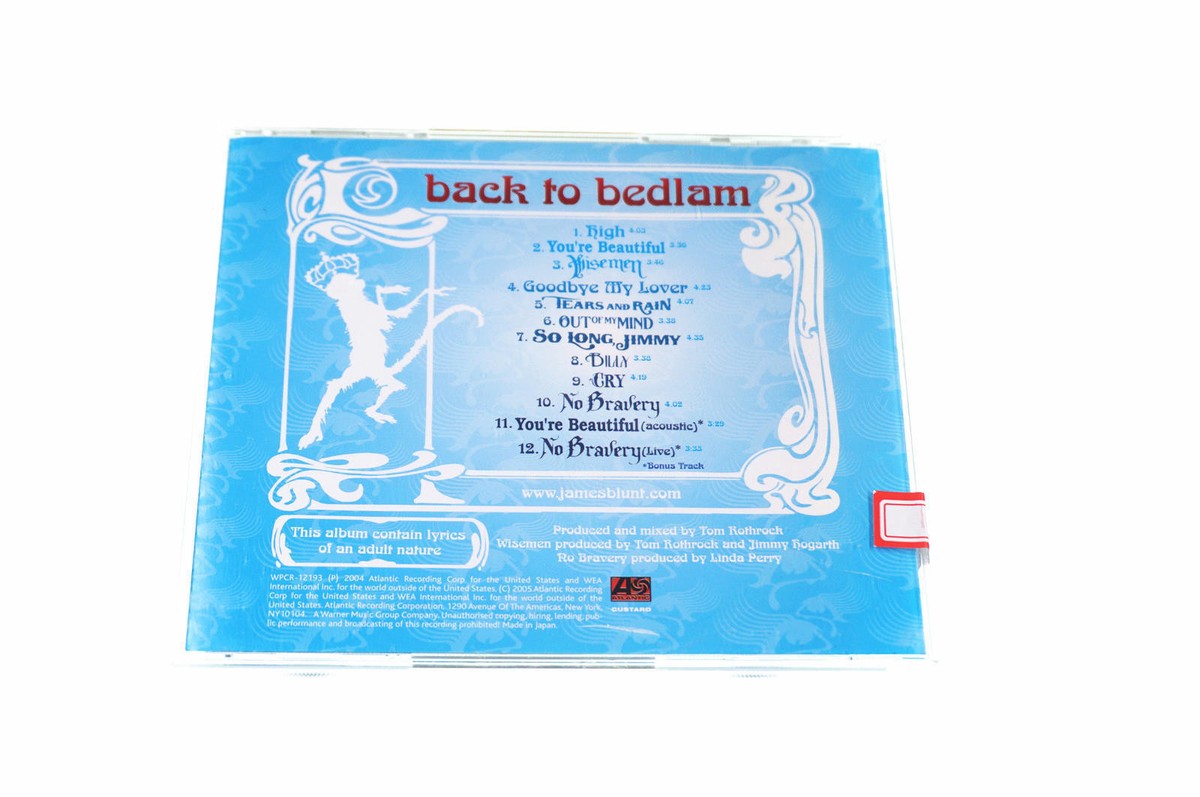 back to bedlam
1. High 4:03
2. You're Beautiful 3:36
3. Wisemen 3:46
4. Goodbye My Lover 4:23
5. TEARS AND RAIN 4:07
6. OUT OF MY MIND 3:38
7. SO LONG, JIMMY 4:35
8. Billy 3:38
9. CRY 4:19
10. No Bravery 4:02
11. You're Beautiful (acoustic)* 3:29
12. No Bravery (Live)* 3:55
*Bonus Track
www.jamesblunt.com
This album contain lyrics
of an adult nature
Produced and mixed by Tom Rothrock
Wisemen produced by Tom Rothrock and Jimmy Hogarth
No Bravery produced by Linda Perry
WPCR-12193 (P) 2004 Atlantic Recording Corp for the United States and WEA
International Inc. for the world outside of the United States. (C) 2005 Atlantic Recording
Corp for the United States and WEA International Inc. for the world outside of the
United States. Atlantic Recording Corporation, 1290 Avenue Of The Americas, New York,
NY10104. A Warner Music Group Company. Unauthorised copying, hiring, lending, pub-
lic performance and broadcasting of this recording prohibited! Made in Japan.
ATLANTIC
CUSTARD